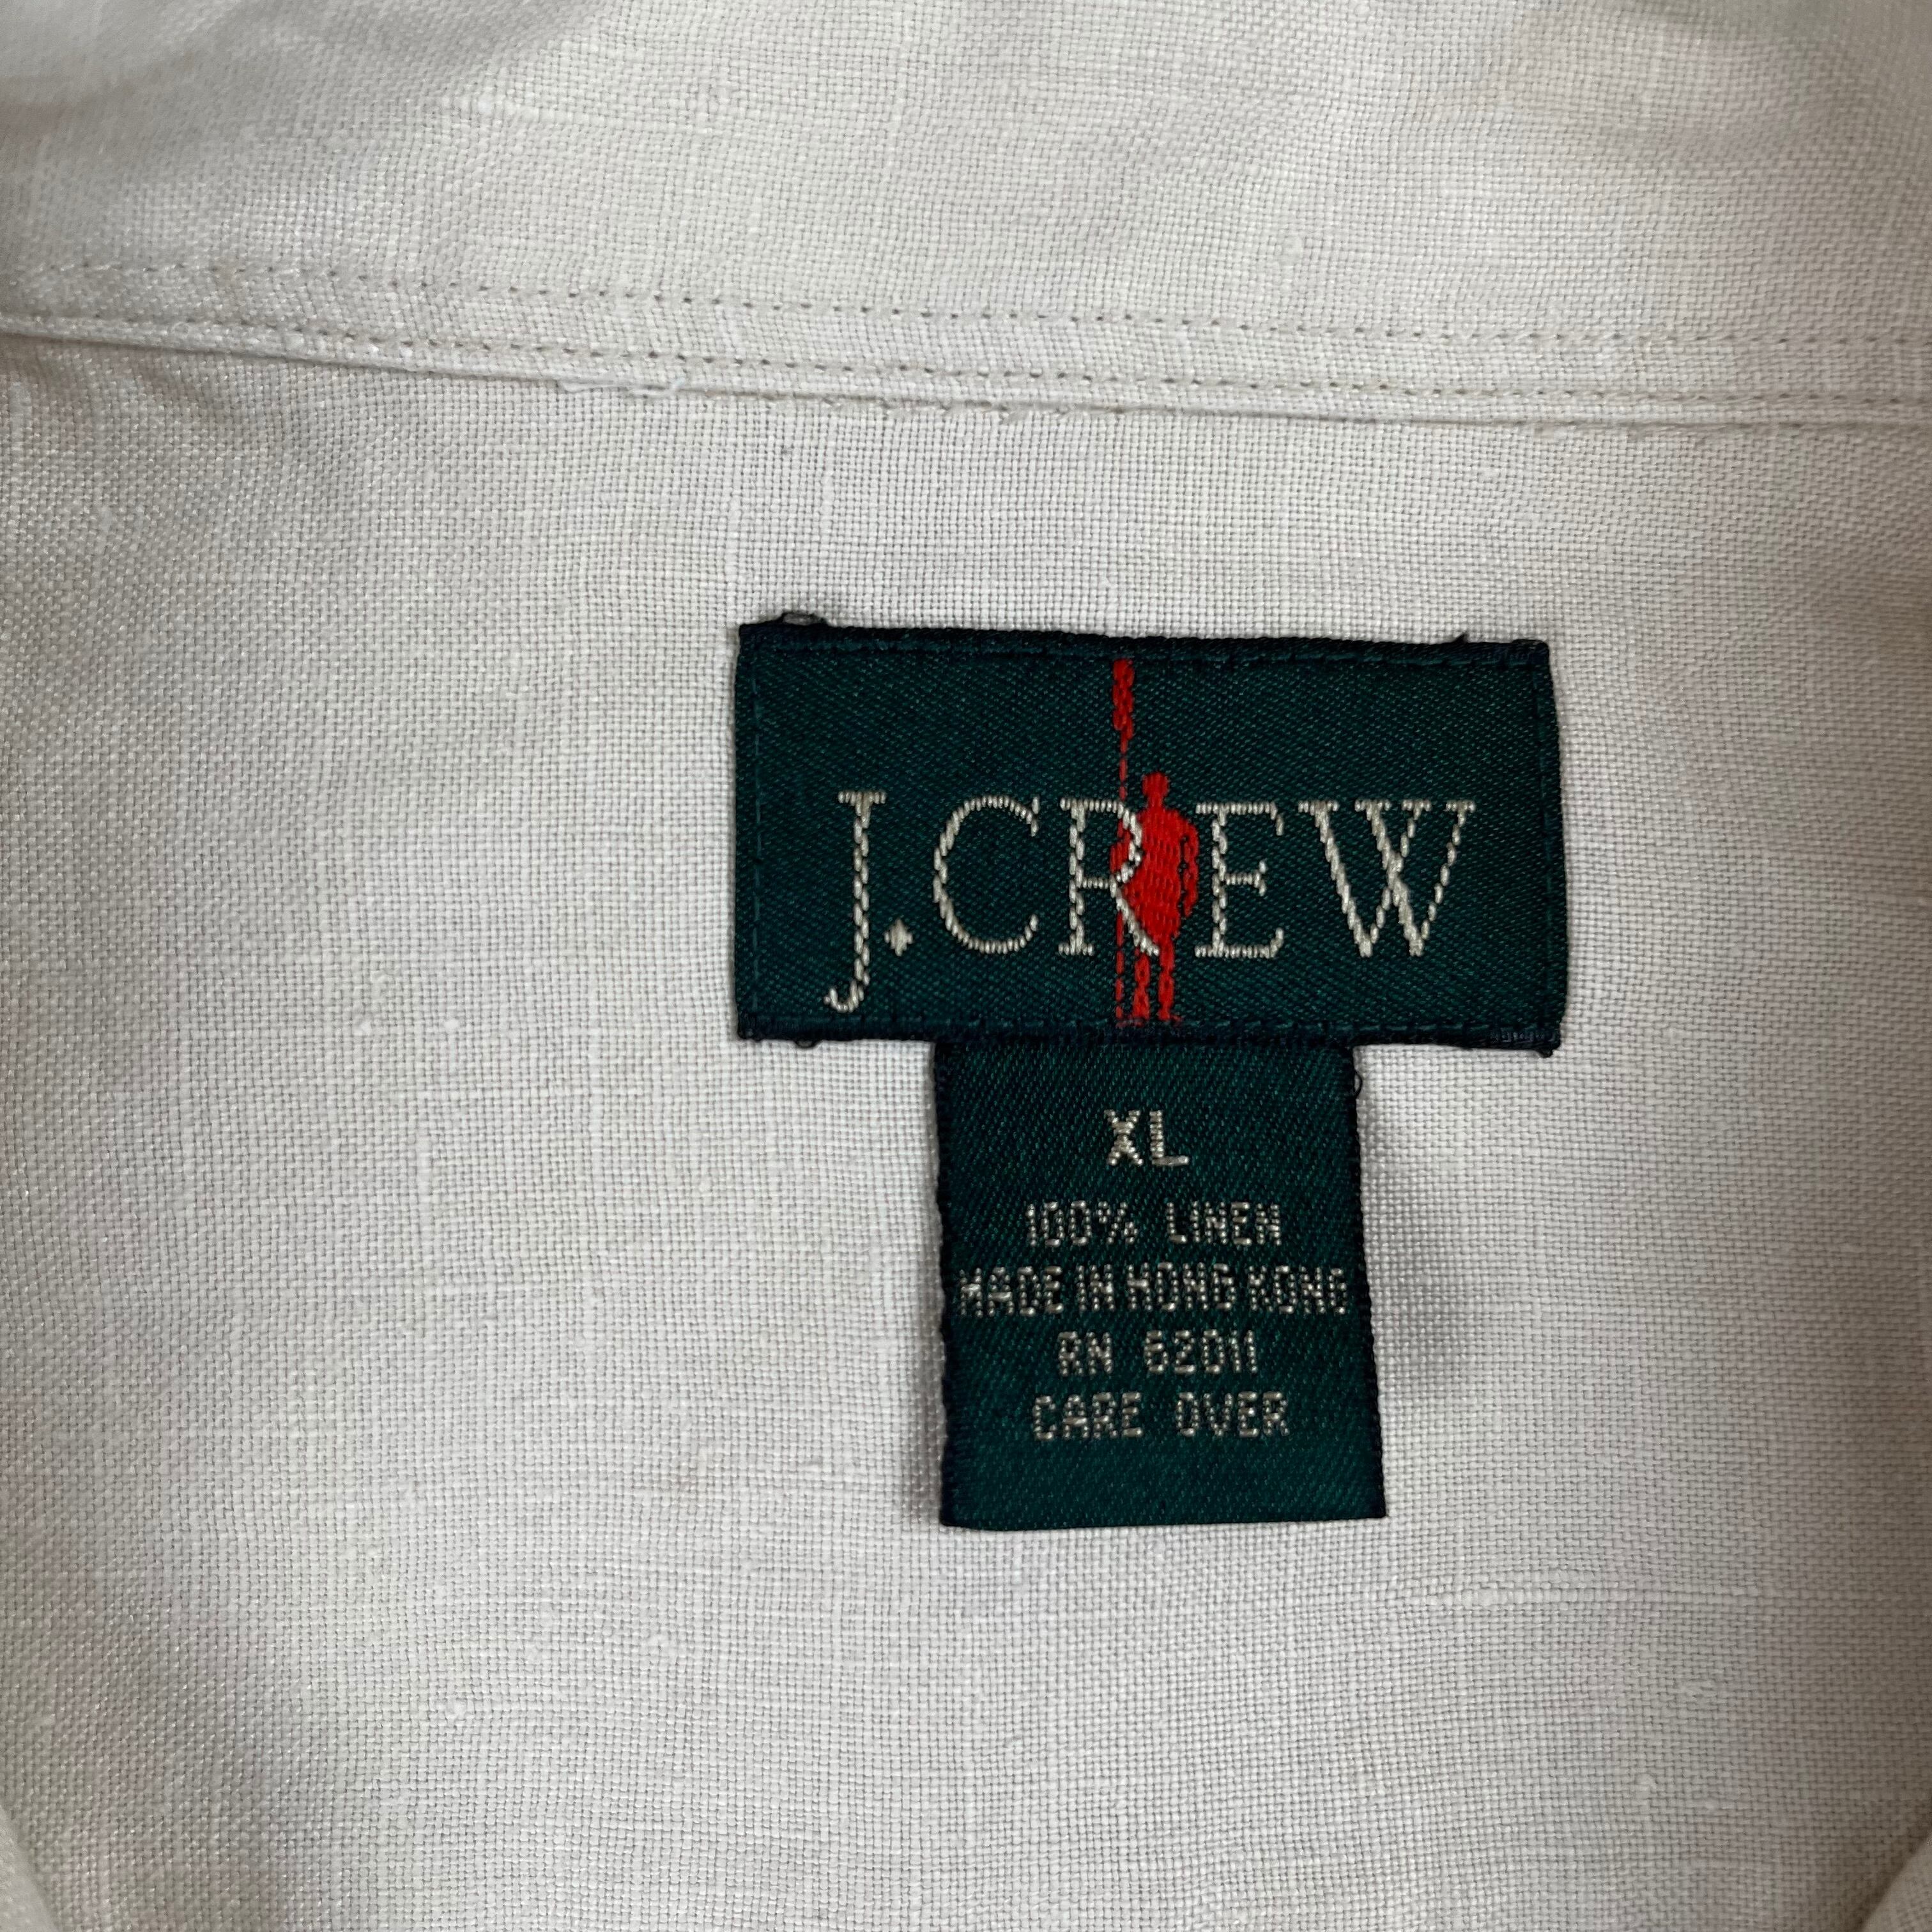 J.CREW
XL
100% LINEN
MADE IN HONG KONG
RN 62011
CARE OVER